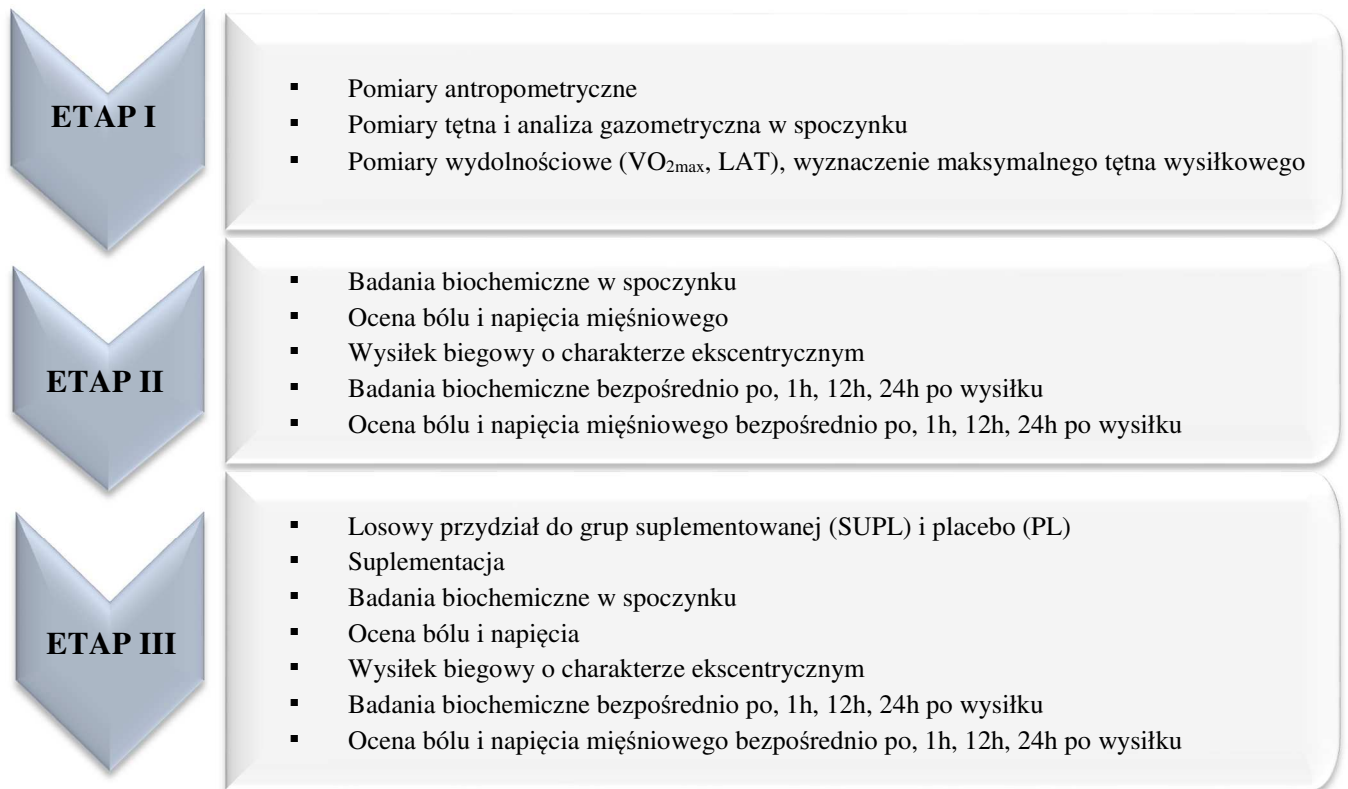 ETAP I
▪ Pomiary antropometryczne
▪ Pomiary tętna i analiza gazometryczna w spoczynku
▪ Pomiary wydolnościowe (VO2max, LAT), wyznaczenie maksymalnego tętna wysiłkowego
ETAP II
▪ Badania biochemiczne w spoczynku
▪ Ocena bólu i napięcia mięśniowego
▪ Wysiłek biegowy o charakterze ekscentrycznym
▪ Badania biochemiczne bezpośrednio po, 1h, 12h, 24h po wysiłku
▪ Ocena bólu i napięcia mięśniowego bezpośrednio po, 1h, 12h, 24h po wysiłku
ETAP III
▪ Losowy przydział do grup suplementowanej (SUPL) i placebo (PL)
▪ Suplementacja
▪ Badania biochemiczne w spoczynku
▪ Ocena bólu i napięcia
▪ Wysiłek biegowy o charakterze ekscentrycznym
▪ Badania biochemiczne bezpośrednio po, 1h, 12h, 24h po wysiłku
▪ Ocena bólu i napięcia mięśniowego bezpośrednio po, 1h, 12h, 24h po wysiłku